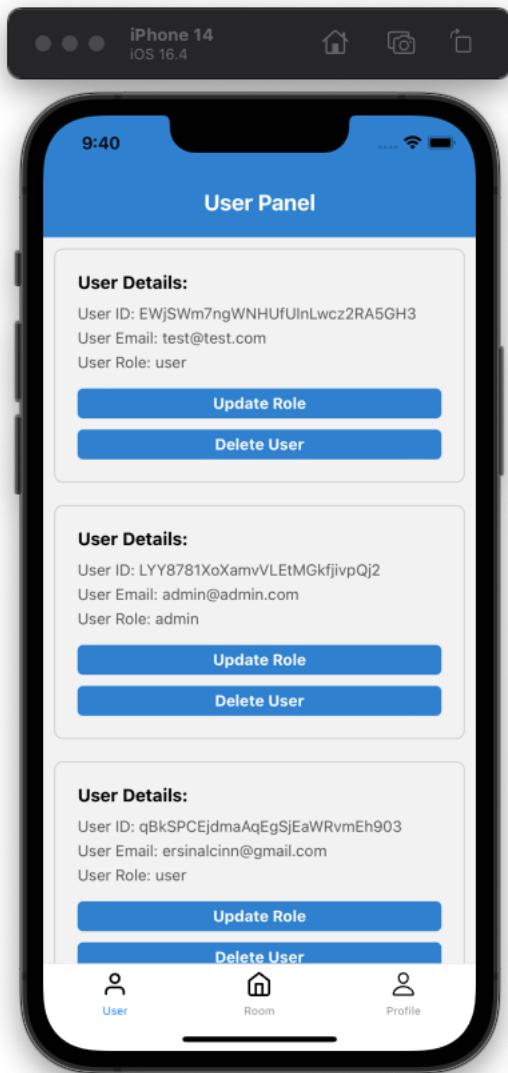 iPhone 14
iOS 16.4
9:40
User Panel
User Details:
User ID: EWjSWm7ngWNHUfUlnLwcz2RA5GH3
User Email: test@test.com
User Role: user
Update Role
Delete User
User Details:
User ID: LYY8781XoXamvVLEtMGkfjivpQj2
User Email: admin@admin.com
User Role: admin
Update Role
Delete User
User Details:
User ID: qBkSPCEjdmaAqEgSjEaWRvmEh903
User Email: ersinalcinn@gmail.com
User Role: user
Update Role
Delete User
User
Room
Profile